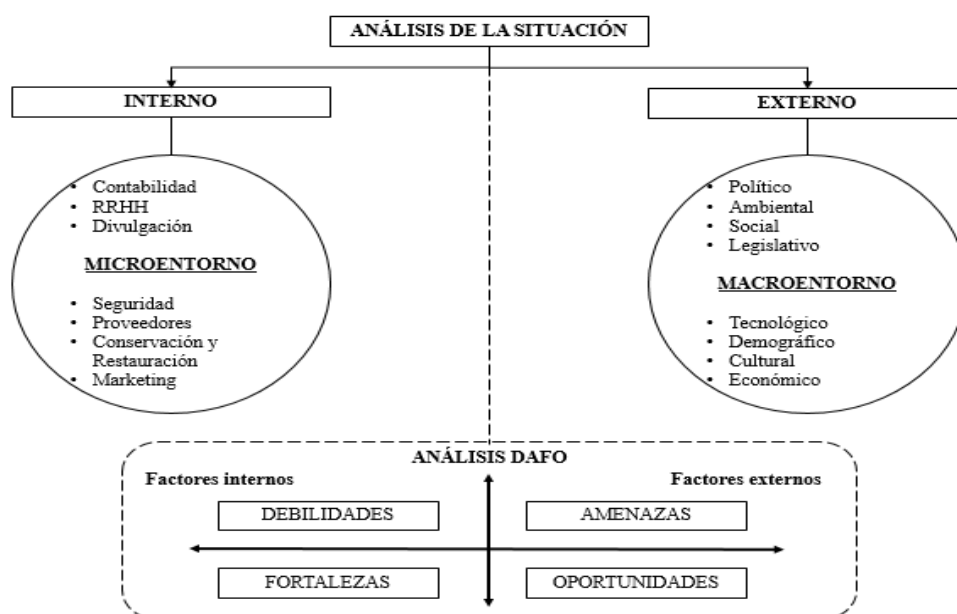 ANÁLISIS DE LA SITUACIÓN
INTERNO
• Contabilidad
• RRHH
• Divulgación
MICROENTORNO
• Seguridad
• Proveedores
• Conservación y
Restauración
• Marketing
EXTERNO
• Político
• Ambiental
• Social
• Legislativo
MACROENTORNO
• Tecnológico
• Demográfico
• Cultural
• Económico
ANÁLISIS DAFO
Factores internos
Factores externos
DEBILIDADES
AMENAZAS
FORTALEZAS
OPORTUNIDADES